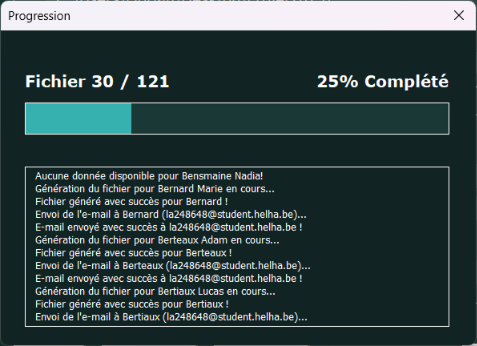 Progression
Fichier 30 / 121
25% Complété
Aucune donnée disponible pour Bensmaine Nadia!
Génération du fichier pour Bernard Marie en cours...
Fichier généré avec succès pour Bernard !
Envoi de l'e-mail à Bernard (la248648@student.helha.be)...
E-mail envoyé avec succès à la248648@student.helha.be !
Génération du fichier pour Berteaux Adam en cours...
Fichier généré avec succès pour Berteaux !
Envoi de l'e-mail à Berteaux (la248648@student.helha.be)...
E-mail envoyé avec succès à la248648@student.helha.be !
Génération du fichier pour Bertiaux Lucas en cours...
Fichier généré avec succès pour Bertiaux !
Envoi de l'e-mail à Bertiaux (la248648@student.helha.be)...